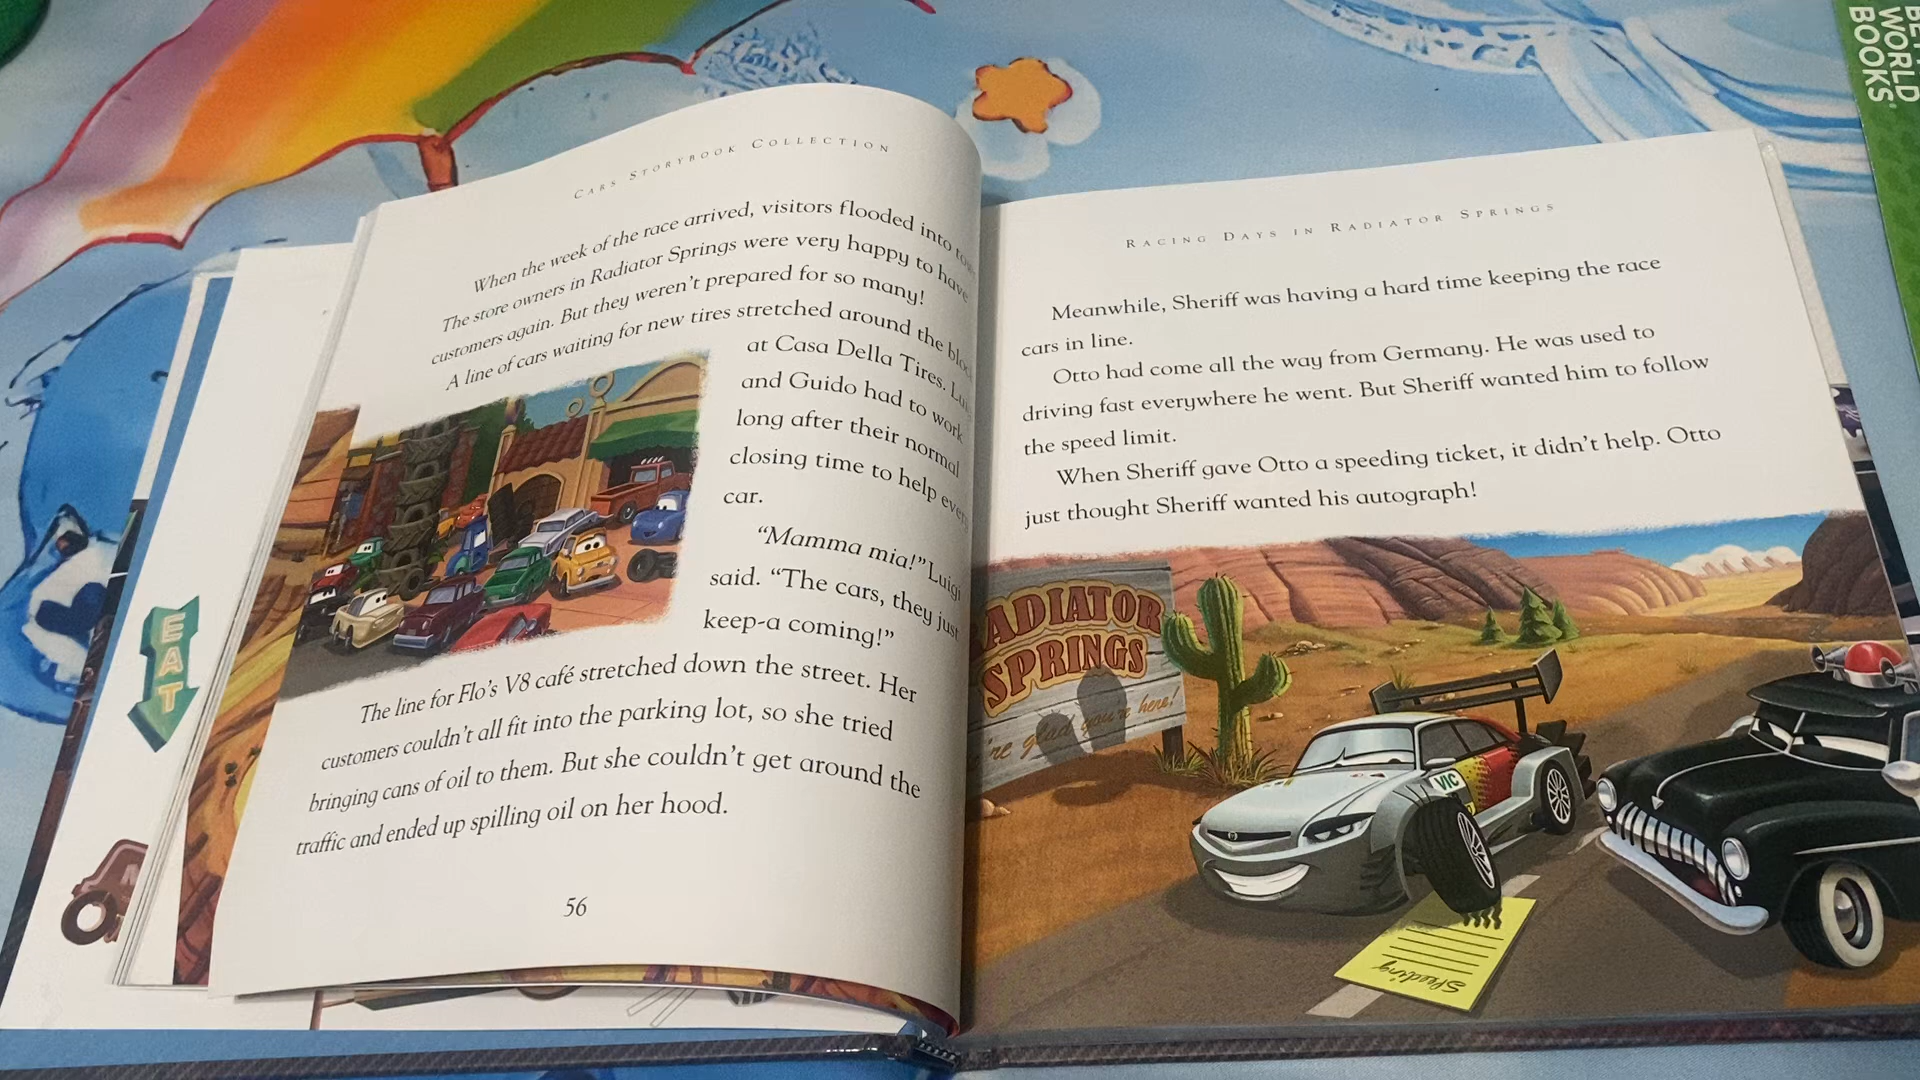 CARS STORYBOOK COLLECTION
When the week of the race arrived, visitors flooded into
The store owners in Radiator Springs were very happy to have
customers again. But they weren't prepared for so many!
A line of cars waiting for new tires stretched around the
at Casa Della Tires.
and Guido had to work
long after their normal
closing time to help
car.
"Mamma mia!" Luigi
said. "The cars, they just
keep-a coming!"
The line for Flo's V8 café stretched down the street. Her
customers couldn't all fit into the parking lot, so she tried
bringing cans of oil to them. But she couldn't get around the
traffic and ended up spilling oil on her hood.
56
EAT
RACING DAYS IN RADIATOR SPRINGS
Meanwhile, Sheriff was having a hard time keeping the race
cars in line.
Otto had come all the way from Germany. He was used to
driving fast everywhere he went. But Sheriff wanted him to follow
the speed limit.
When Sheriff gave Otto a speeding ticket, it didn't help. Otto
just thought Sheriff wanted his autograph!
ADIATOR
SPRINGS
're glad you're here!
VIC
Speeding
WORLD
BOOKS